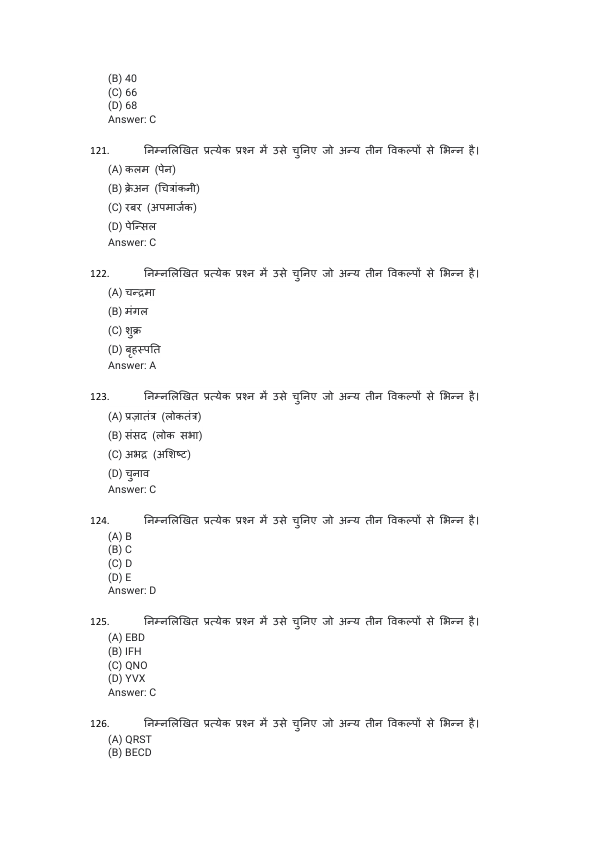 (B) 40
(C) 66
(D) 68
Answer: C
121. निम्नलिखित प्रत्येक प्रश्न में उसे चुनिए जो अन्य तीन विकल्पों से भिन्न है।
(A) कलम (पेन)
(B) क्रेअन (चित्रांकनी)
(C) रबर (अपमार्जक)
(D) पेन्सिल
Answer: C
122. निम्नलिखित प्रत्येक प्रश्न में उसे चुनिए जो अन्य तीन विकल्पों से भिन्न है।
(A) चन्द्रमा
(B) मंगल
(C) शुक्र
(D) बृहस्पति
Answer: A
123. निम्नलिखित प्रत्येक प्रश्न में उसे चुनिए जो अन्य तीन विकल्पों से भिन्न है।
(A) प्रज़ातंत्र (लोकतंत्र)
(B) संसद (लोक सभा)
(C) अभद्र (अशिष्ट)
(D) चुनाव
Answer: C
124. निम्नलिखित प्रत्येक प्रश्न में उसे चुनिए जो अन्य तीन विकल्पों से भिन्न है।
(A) B
(B) C
(C) D
(D) E
Answer: D
125. निम्नलिखित प्रत्येक प्रश्न में उसे चुनिए जो अन्य तीन विकल्पों से भिन्न है।
(A) EBD
(B) IFH
(C) QNO
(D) YVX
Answer: C
126. निम्नलिखित प्रत्येक प्रश्न में उसे चुनिए जो अन्य तीन विकल्पों से भिन्न है।
(A) QRST
(B) BECD